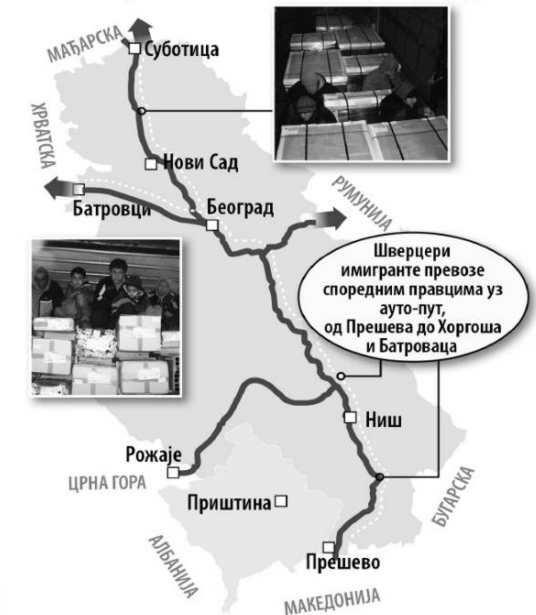 МАЂАРСКА
Суботица
ХРВАТСКА
Нови Сад
РУМУНИЈА
Батровци
Београд
Шверцери
имигранте превозе
споредним правцима уз
ауто-пут,
од Прешева до Хоргоша
и Батроваца
Ниш
Рожаје
ЦРНА ГОРА
Приштина
БУГАРСКА
АЛБАНИЈА
Прешево
МАКЕДОНИЈА